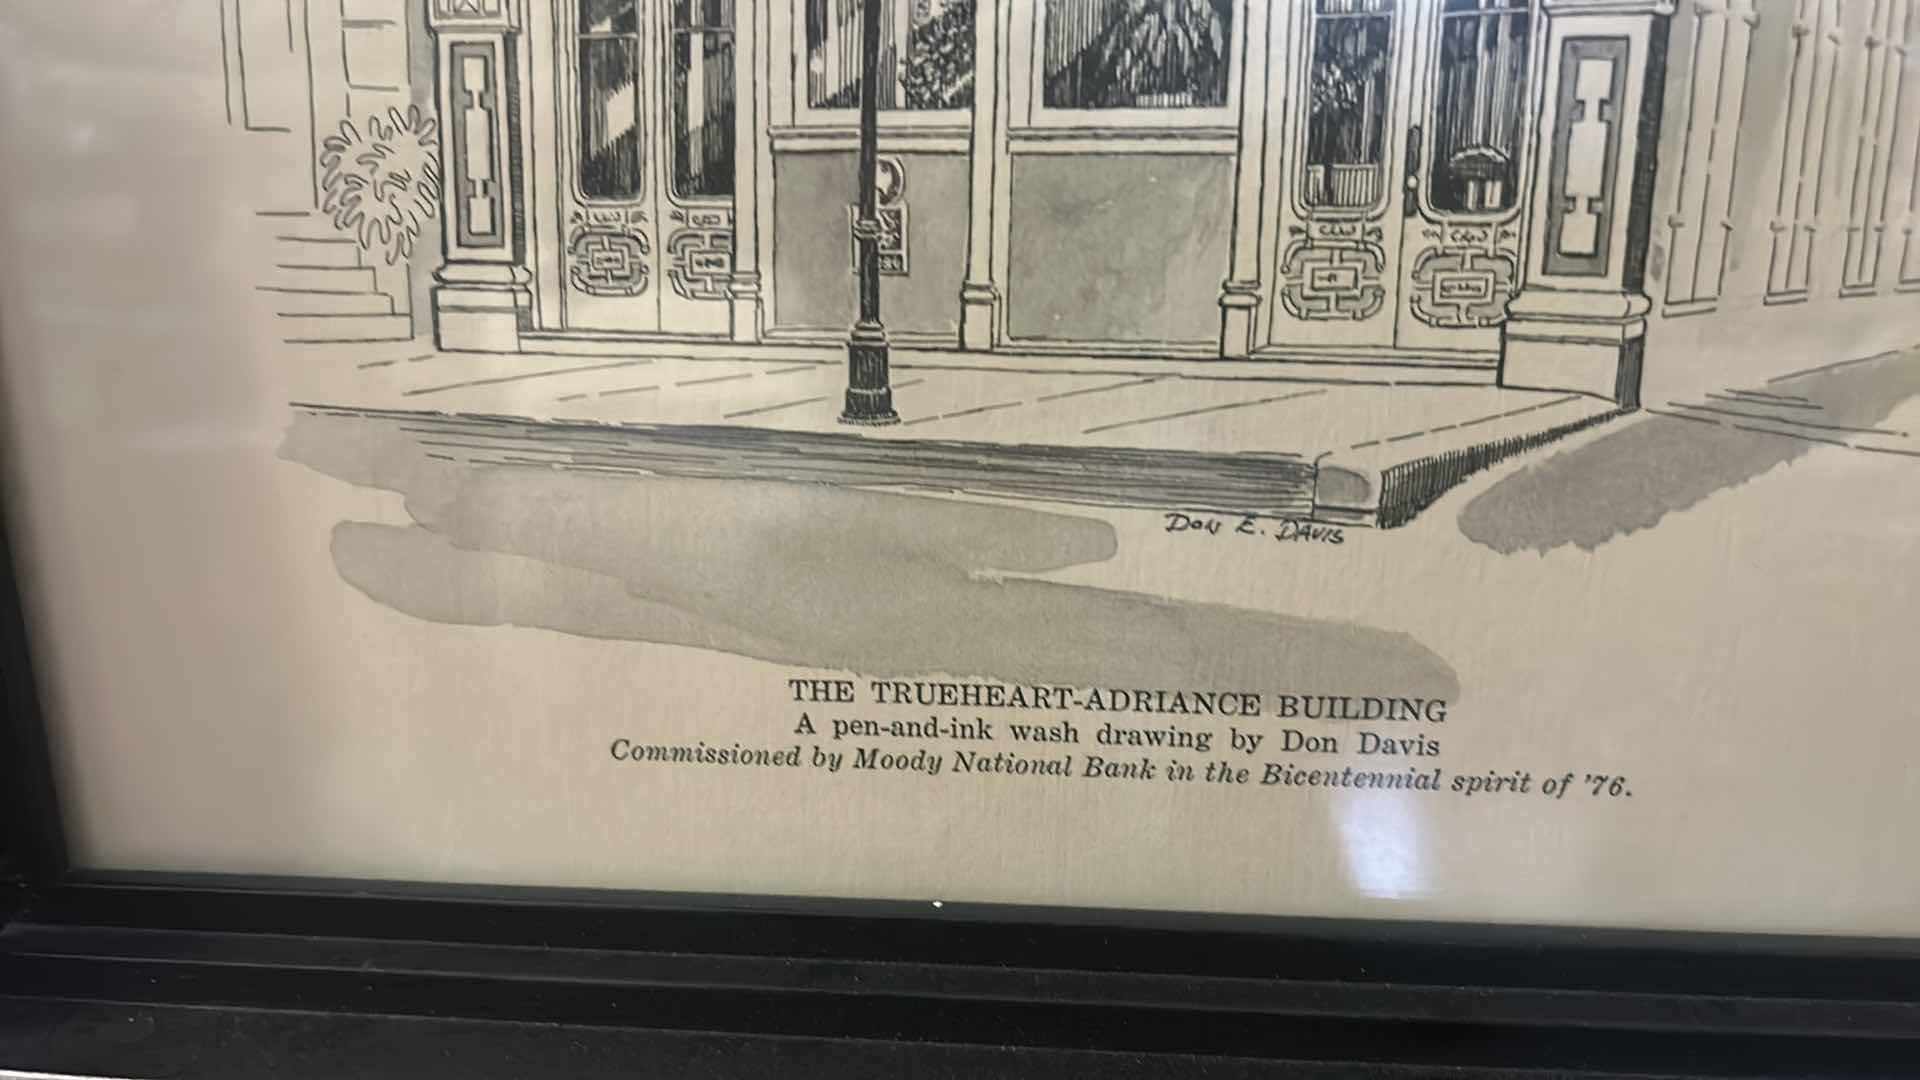 DON E. DAVIS
THE TRUEHEART-ADRIANCE BUILDING
A pen-and-ink wash drawing by Don Davis
Commissioned by Moody National Bank in the Bicentennial spirit of '76.